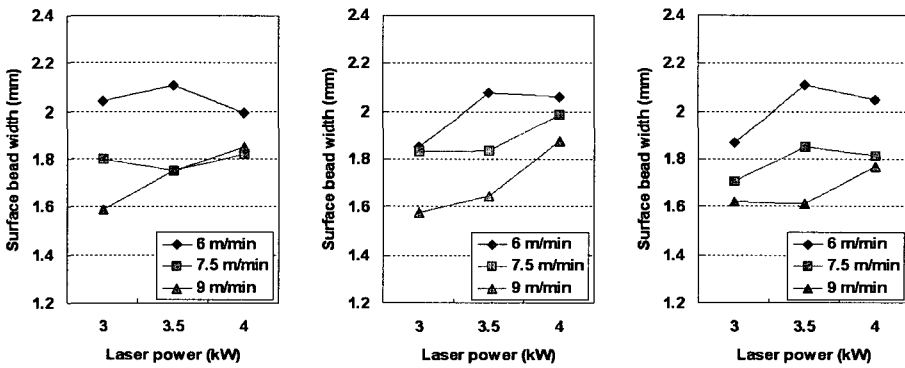 2.4
2.2
2
1.8
1.6
1.4
1.2
Surface bead width (mm)
6 m/min
7.5 m/min
9 m/min
3 3.5 4
Laser power (kW)
2.4
2.2
2
1.8
1.6
1.4
1.2
Surface bead width (mm)
6 m/min
7.5 m/min
9 m/min
3 3.5 4
Laser power (kW)
2.4
2.2
2
1.8
1.6
1.4
1.2
Surface bead width (mm)
6 m/min
7.5 m/min
9 m/min
3 3.5 4
Laser power (kW)